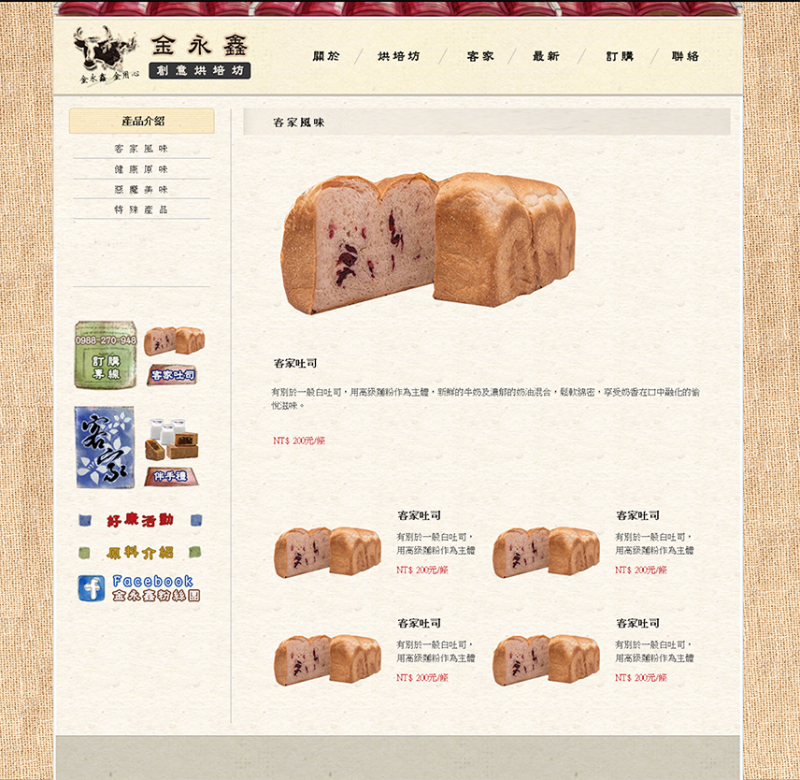 金永鑫
創意烘培坊
金永鑫 金用心
關於 / 烘培坊 / 客家 / 最新 / 訂購 / 聯絡
產品介紹
客家風味
健康原味
惡魔美味
特殊產品
0988-270-948
訂購
專線
客家吐司
客家
伴手禮
好康活動
原料介紹
Facebook
金永鑫粉絲團
客家風味
客家吐司
有別於一般白吐司，用高級麵粉作為主體，新鮮的牛奶及濃郁的奶油混合，鬆軟綿密，享受奶香在口中融化的愉
悅滋味。
NT$ 200元/條
客家吐司
有別於一般白吐司，
用高級麵粉作為主體
NT$ 200元/條
客家吐司
有別於一般白吐司，
用高級麵粉作為主體
NT$ 200元/條
客家吐司
有別於一般白吐司，
用高級麵粉作為主體
NT$ 200元/條
客家吐司
有別於一般白吐司，
用高級麵粉作為主體
NT$ 200元/條